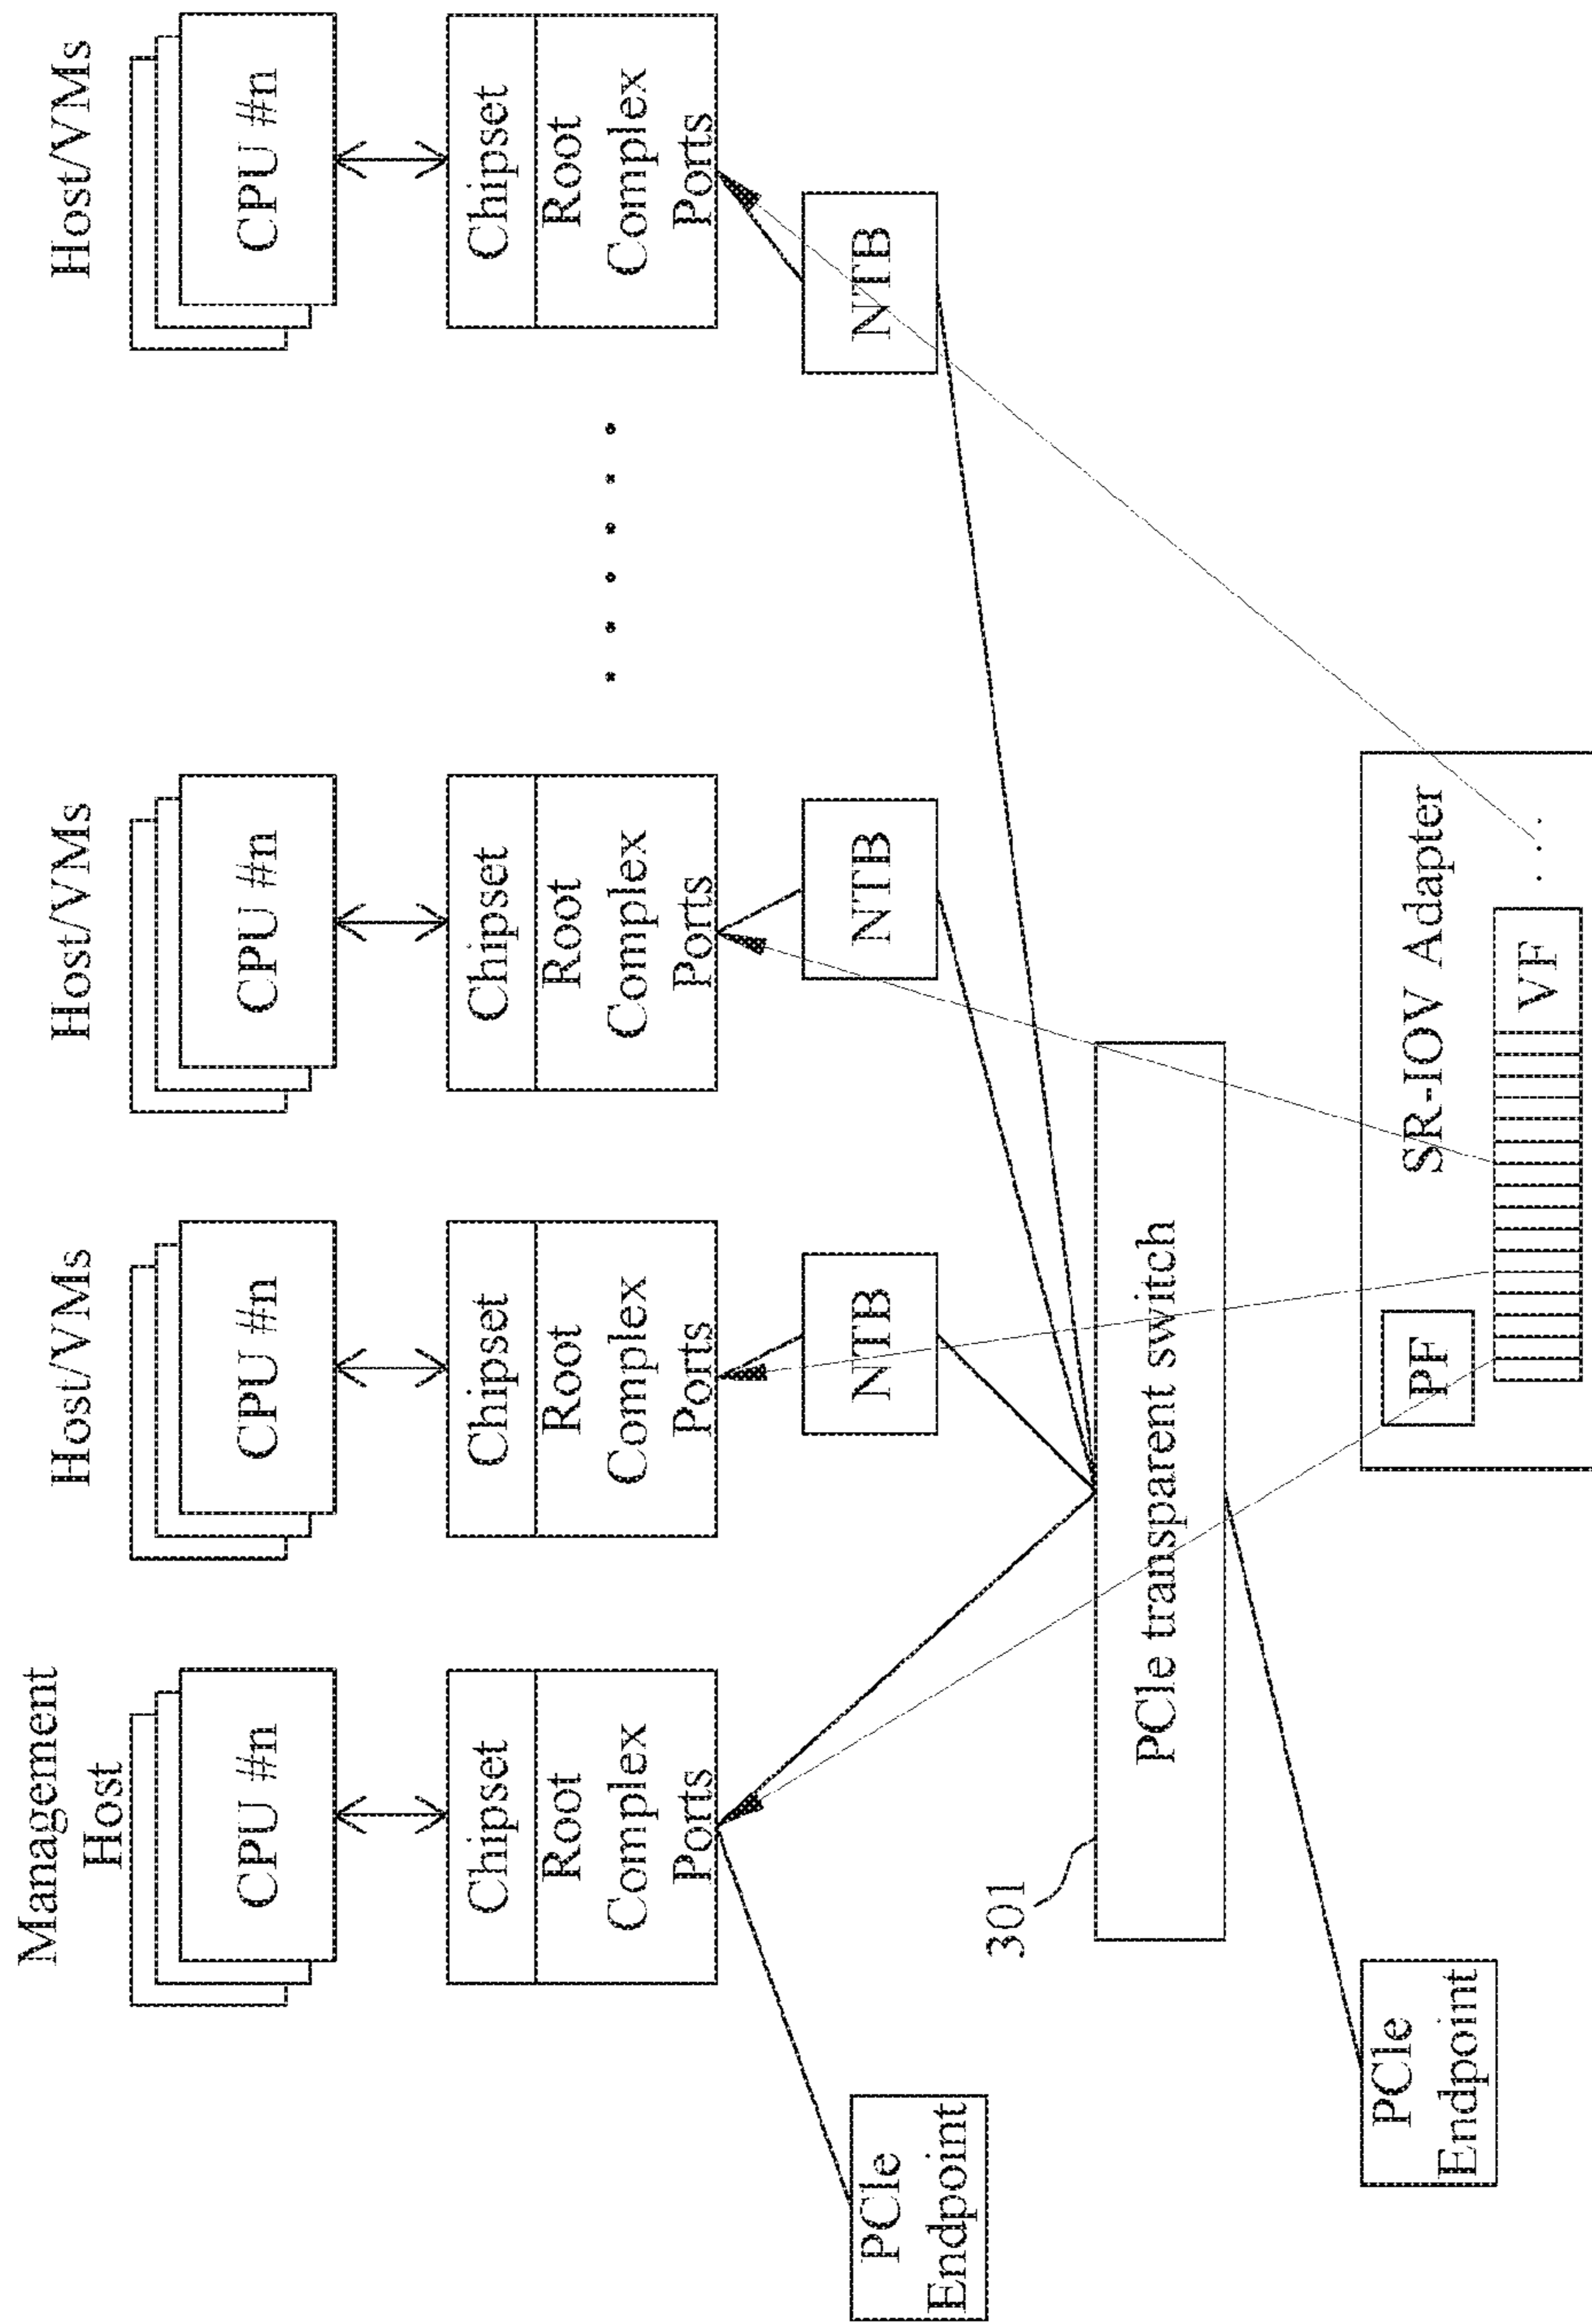 Management
Host
CPU #n
Chipset
Root
Complex
Ports
Host/VMs
CPU #n
Chipset
Root
Complex
Ports
Host/VMs
CPU #n
Chipset
Root
Complex
Ports
Host/VMs
CPU #n
Chipset
Root
Complex
Ports
NTB
NTB
NTB
PCIe
Endpoint
301
PCIe transparent switch
PCIe
Endpoint
PF
SR-IOV Adapter
VF